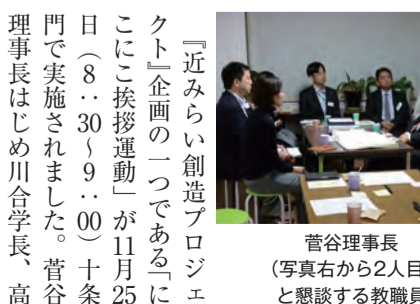 『近みらい創造プロジェ
クト』企画の一つである「に
こにこ挨拶運動」が11月25
日（8：30〜9：00）十条
門で実施されました。菅谷
理事長はじめ川合学長、高
菅谷理事長
（写真右から2人目
と懇談する教職員